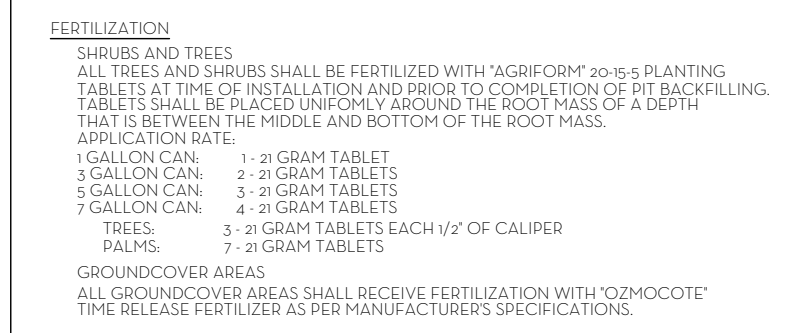 FERTILIZATION
SHRUBS AND TREES
ALL TREES AND SHRUBS SHALL BE FERTILIZED WITH "AGRIFORM" 20-15-5 PLANTING
TABLETS AT TIME OF INSTALLATION AND PRIOR TO COMPLETION OF PIT BACKFILLING.
TABLETS SHALL BE PLACED UNIFOMLY AROUND THE ROOT MASS OF A DEPTH
THAT IS BETWEEN THE MIDDLE AND BOTTOM OF THE ROOT MASS.
APPLICATION RATE:
1 GALLON CAN: 1 - 21 GRAM TABLET
3 GALLON CAN: 2 - 21 GRAM TABLETS
5 GALLON CAN: 3 - 21 GRAM TABLETS
7 GALLON CAN: 4 - 21 GRAM TABLETS
TREES: 3 - 21 GRAM TABLETS EACH 1/2" OF CALIPER
PALMS: 7 - 21 GRAM TABLETS
GROUNDCOVER AREAS
ALL GROUNDCOVER AREAS SHALL RECEIVE FERTILIZATION WITH "OZMOCOTE"
TIME RELEASE FERTILIZER AS PER MANUFACTURER'S SPECIFICATIONS.